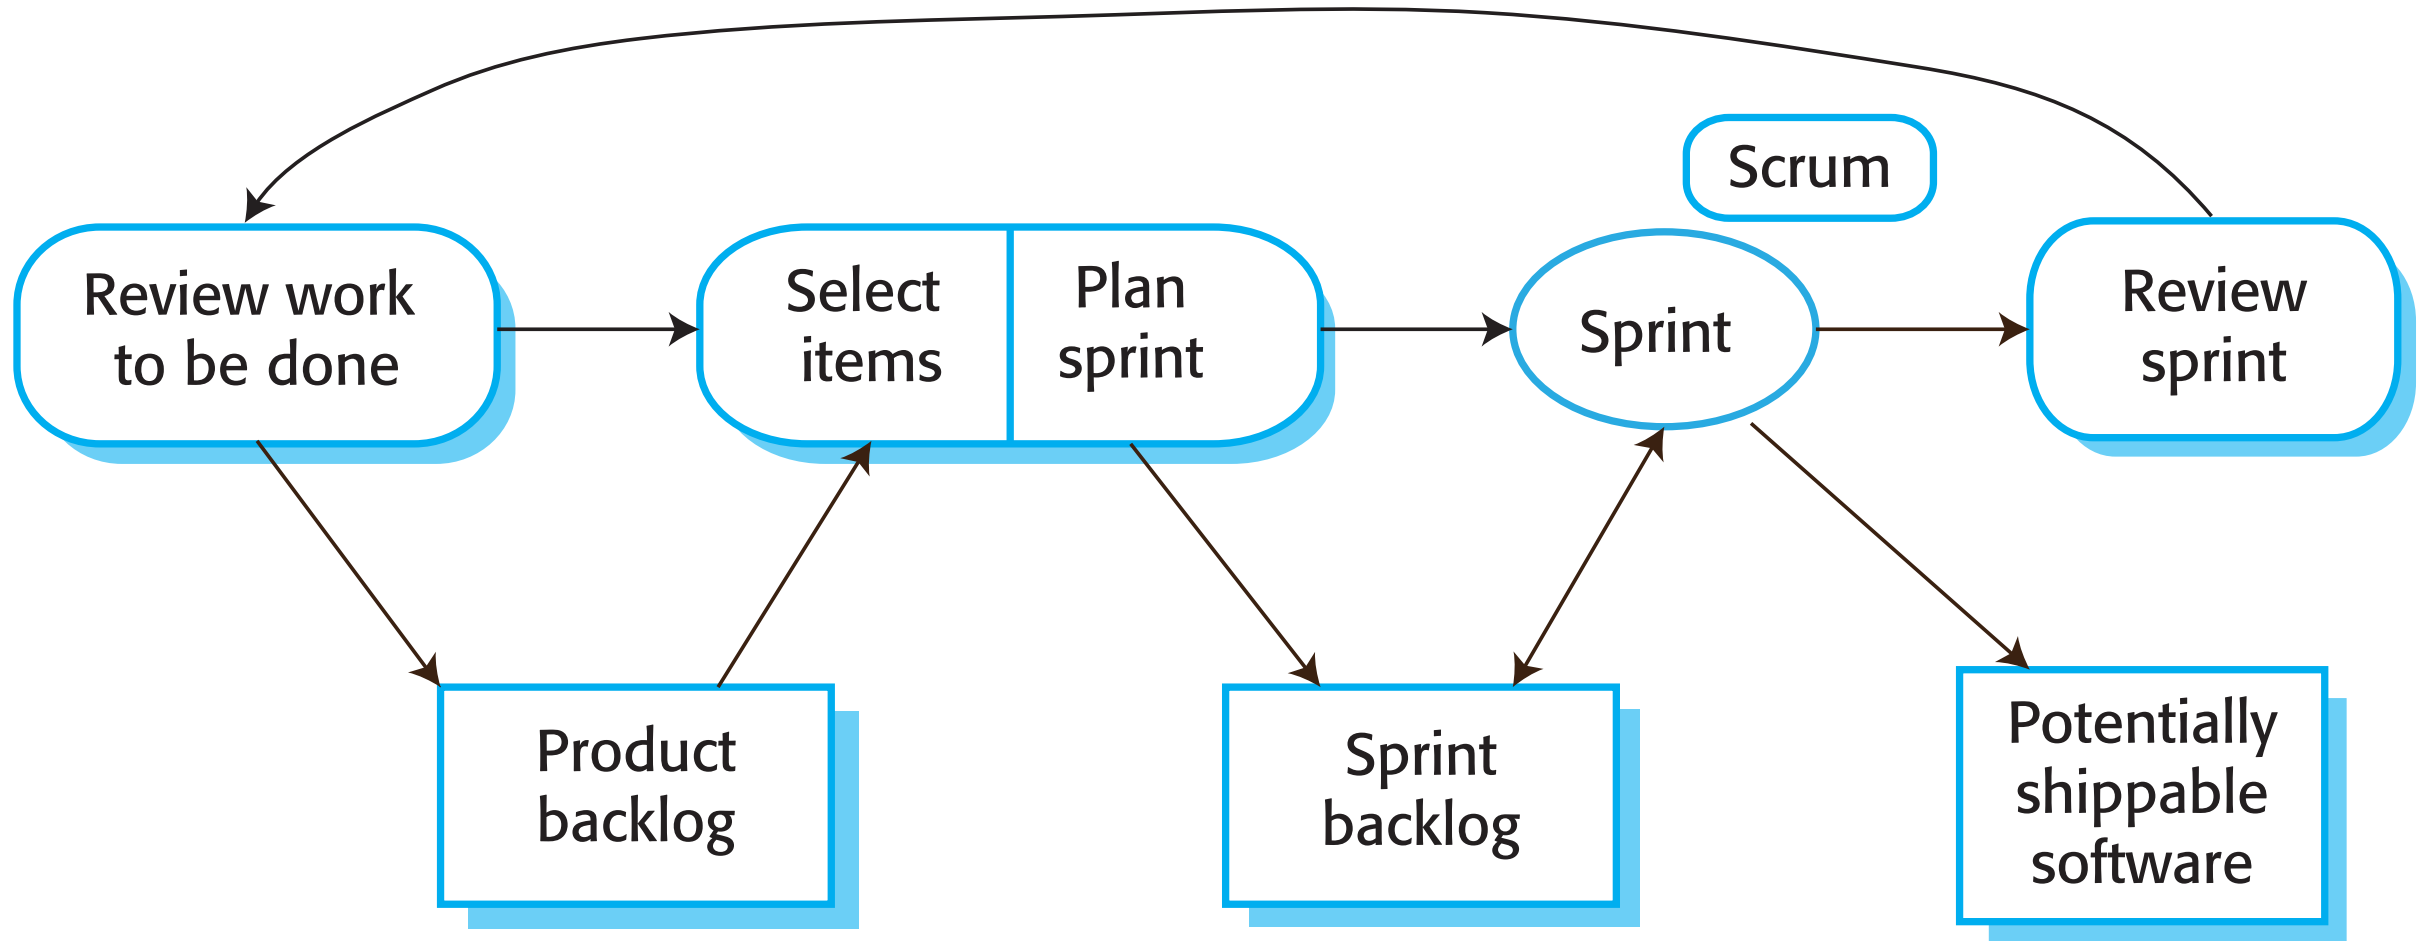 Scrum
Review work
to be done
Select
items
Plan
sprint
Sprint
Review
sprint
Product
backlog
Sprint
backlog
Potentially
shippable
software